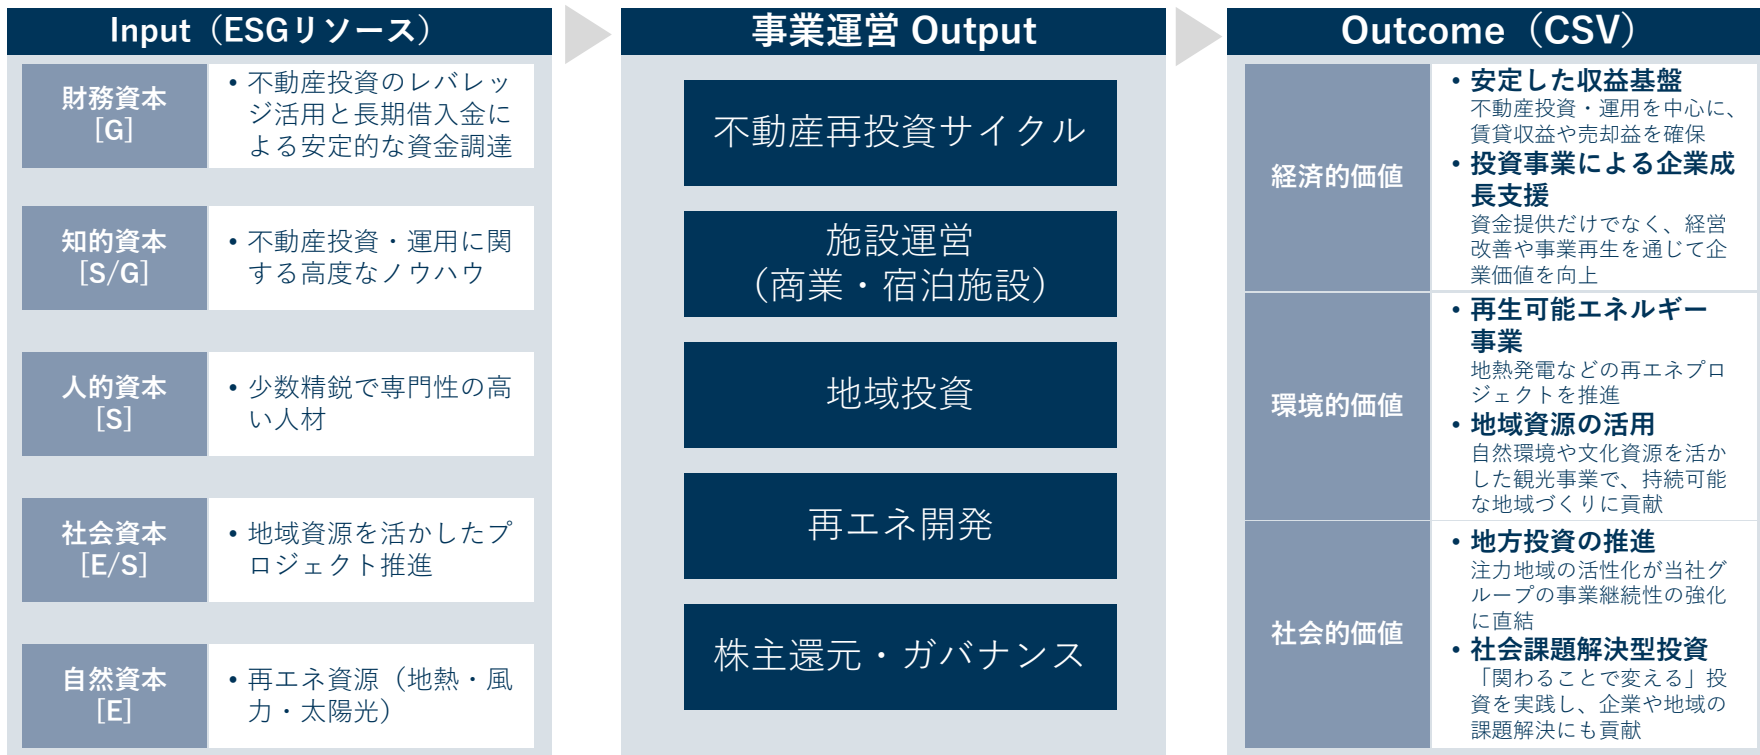 Input（ESGリソース）
財務資本
[G]
• 不動産投資のレバレッ
ジ活用と長期借入金に
よる安定的な資金調達
知的資本
[S/G]
• 不動産投資・運用に関
する高度なノウハウ
人的資本
[S]
• 少数精鋭で専門性の高
い人材
社会資本
[E/S]
• 地域資源を活かしたプ
ロジェクト推進
自然資本
[E]
• 再エネ資源（地熱・風
力・太陽光）
事業運営 Output
不動産再投資サイクル
施設運営
（商業・宿泊施設）
地域投資
再エネ開発
株主還元・ガバナンス
Outcome（CSV）
経済的価値
• 安定した収益基盤
不動産投資・運用を中心に、
賃貸収益や売却益を確保
• 投資事業による企業成
長支援
資金提供だけでなく、経営
改善や事業再生を通じて企
業価値を向上
環境的価値
• 再生可能エネルギー
事業
地熱発電などの再エネプロ
ジェクトを推進
• 地域資源の活用
自然環境や文化資源を活か
した観光事業で、持続可能
な地域づくりに貢献
社会的価値
• 地方投資の推進
注力地域の活性化が当社グ
ループの事業継続性の強化
に直結
• 社会課題解決型投資
「関わることで変える」投
資を実践し、企業や地域の
課題解決にも貢献